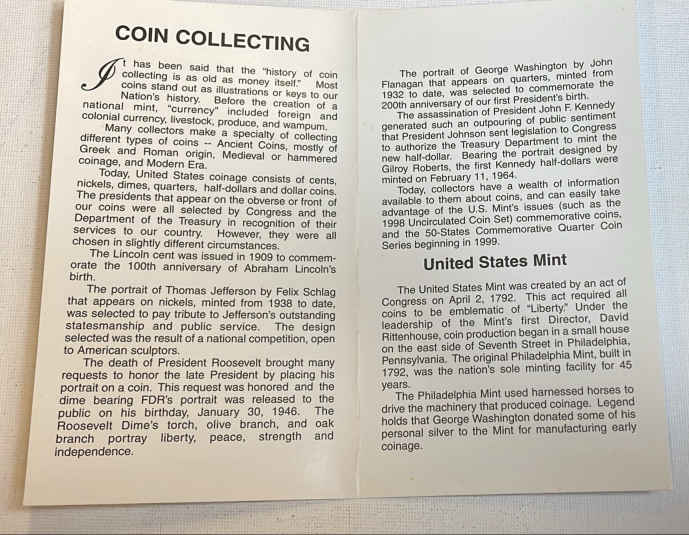 COIN COLLECTING
It has been said that the "history of coin
collecting is as old as money itself." Most
coins stand out as illustrations or keys to our
Nation's history. Before the creation of a
national mint, "currency" included foreign and
colonial currency, livestock, produce, and wampum.
Many collectors make a specialty of collecting
different types of coins -- Ancient Coins, mostly of
Greek and Roman origin, Medieval or hammered
coinage, and Modern Era.
Today, United States coinage consists of cents,
nickels, dimes, quarters, half-dollars and dollar coins.
The presidents that appear on the obverse or front of
our coins were all selected by Congress and the
Department of the Treasury in recognition of their
services to our country. However, they were all
chosen in slightly different circumstances.
The Lincoln cent was issued in 1909 to commem-
orate the 100th anniversary of Abraham Lincoln's
birth.
The portrait of Thomas Jefferson by Felix Schlag
that appears on nickels, minted from 1938 to date,
was selected to pay tribute to Jefferson's outstanding
statesmanship and public service. The design
selected was the result of a national competition, open
to American sculptors.
The death of President Roosevelt brought many
requests to honor the late President by placing his
portrait on a coin. This request was honored and the
dime bearing FDR's portrait was released to the
public on his birthday, January 30, 1946. The
Roosevelt Dime's torch, olive branch, and oak
branch portray liberty, peace, strength and
independence.
The portrait of George Washington by John
Flanagan that appears on quarters, minted from
1932 to date, was selected to commemorate the
200th anniversary of our first President's birth.
The assassination of President John F. Kennedy
generated such an outpouring of public sentiment
that President Johnson sent legislation to Congress
to authorize the Treasury Department to mint the
new half-dollar. Bearing the portrait designed by
Gilroy Roberts, the first Kennedy half-dollars were
minted on February 11, 1964.
Today, collectors have a wealth of information
available to them about coins, and can easily take
advantage of the U.S. Mint's issues (such as the
1998 Uncirculated Coin Set) commemorative coins,
and the 50-States Commemorative Quarter Coin
Series beginning in 1999.
United States Mint
The United States Mint was created by an act of
Congress on April 2, 1792. This act required all
coins to be emblematic of "Liberty." Under the
leadership of the Mint's first Director, David
Rittenhouse, coin production began in a small house
on the east side of Seventh Street in Philadelphia,
Pennsylvania. The original Philadelphia Mint, built in
1792, was the nation's sole minting facility for 45
years.
The Philadelphia Mint used harnessed horses to
drive the machinery that produced coinage. Legend
holds that George Washington donated some of his
personal silver to the Mint for manufacturing early
coinage.